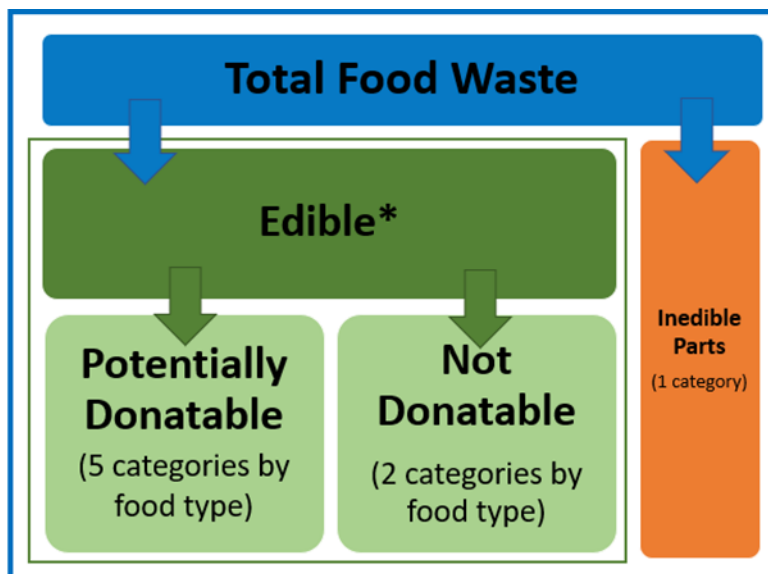 Total Food Waste
Edible*
Potentially
Donatable
(5 categories by
food type)
Not
Donatable
(2 categories by
food type)
Inedible
Parts
(1 category)